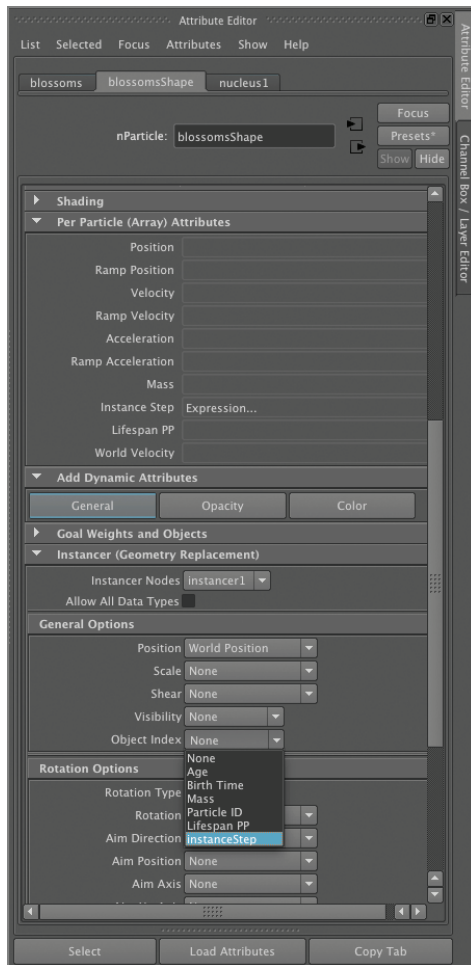 Attribute Editor
List Selected Focus Attributes Show Help
blossoms blossomsShape nucleus1
Focus
nParticle: blossomsShape Presets*
Show Hide
Shading
Per Particle (Array) Attributes
Position
Ramp Position
Velocity
Ramp Velocity
Acceleration
Ramp Acceleration
Mass
Instance Step Expression...
Lifespan PP
World Velocity
Add Dynamic Attributes
General Opacity Color
Goal Weights and Objects
Instancer (Geometry Replacement)
Instancer Nodes instancer1
Allow All Data Types
General Options
Position World Position
Scale None
Shear None
Visibility None
Object Index None
None
Age
Birth Time
Mass
Particle ID
Lifespan PP
instanceStep
Rotation Options
Rotation Type
Rotation
Aim Direction
Aim Position None
Aim Axis None
Select Load Attributes Copy Tab
Attribute Editor
Channel Box / Layer Editor